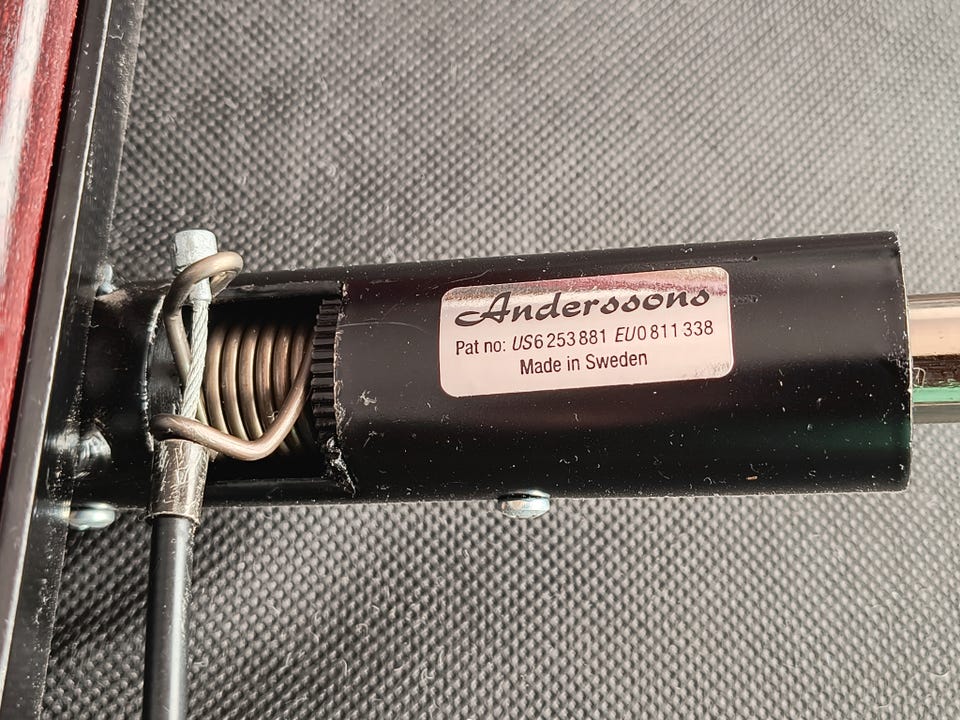 Anderssons
Pat no: US6 253 881 EU0 811 338
Made in Sweden